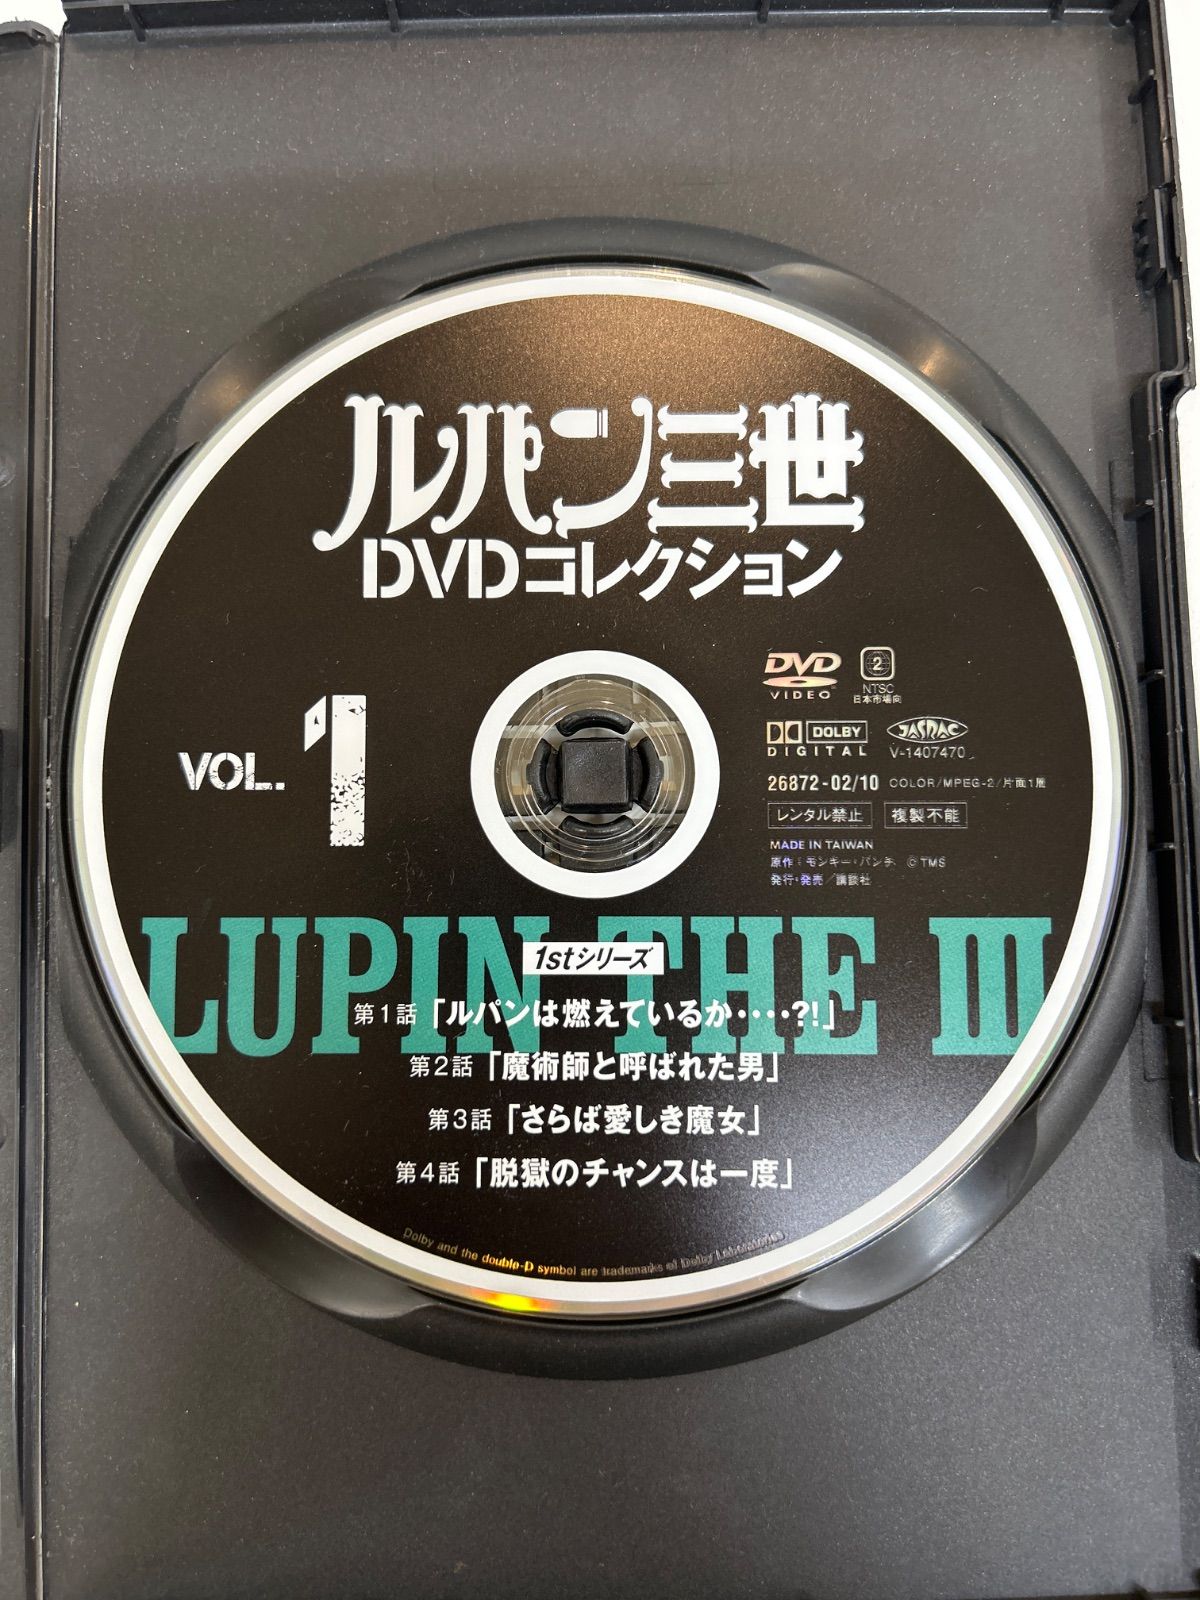 ルパン三世
DVDコレクション
VOL. 1
DVD
VIDEO
2
NTSC
日本市場向
DOLBY
DIGITAL
JASRAC
V-1407470
26872-02/10 COLOR/MPEG-2/片面1層
レンタル禁止 複製不能
MADE IN TAIWAN
原作:モンキー・パンチ ©TMS
発行・発売/講談社
LUPIN THE III
1stシリーズ
第1話「ルパンは燃えているか・・・・?!」
第2話「魔術師と呼ばれた男」
第3話「さらば愛しき魔女」
第4話「脱獄のチャンスは一度」
Dolby and the double-D symbol are trademarks of Dolby Laboratories